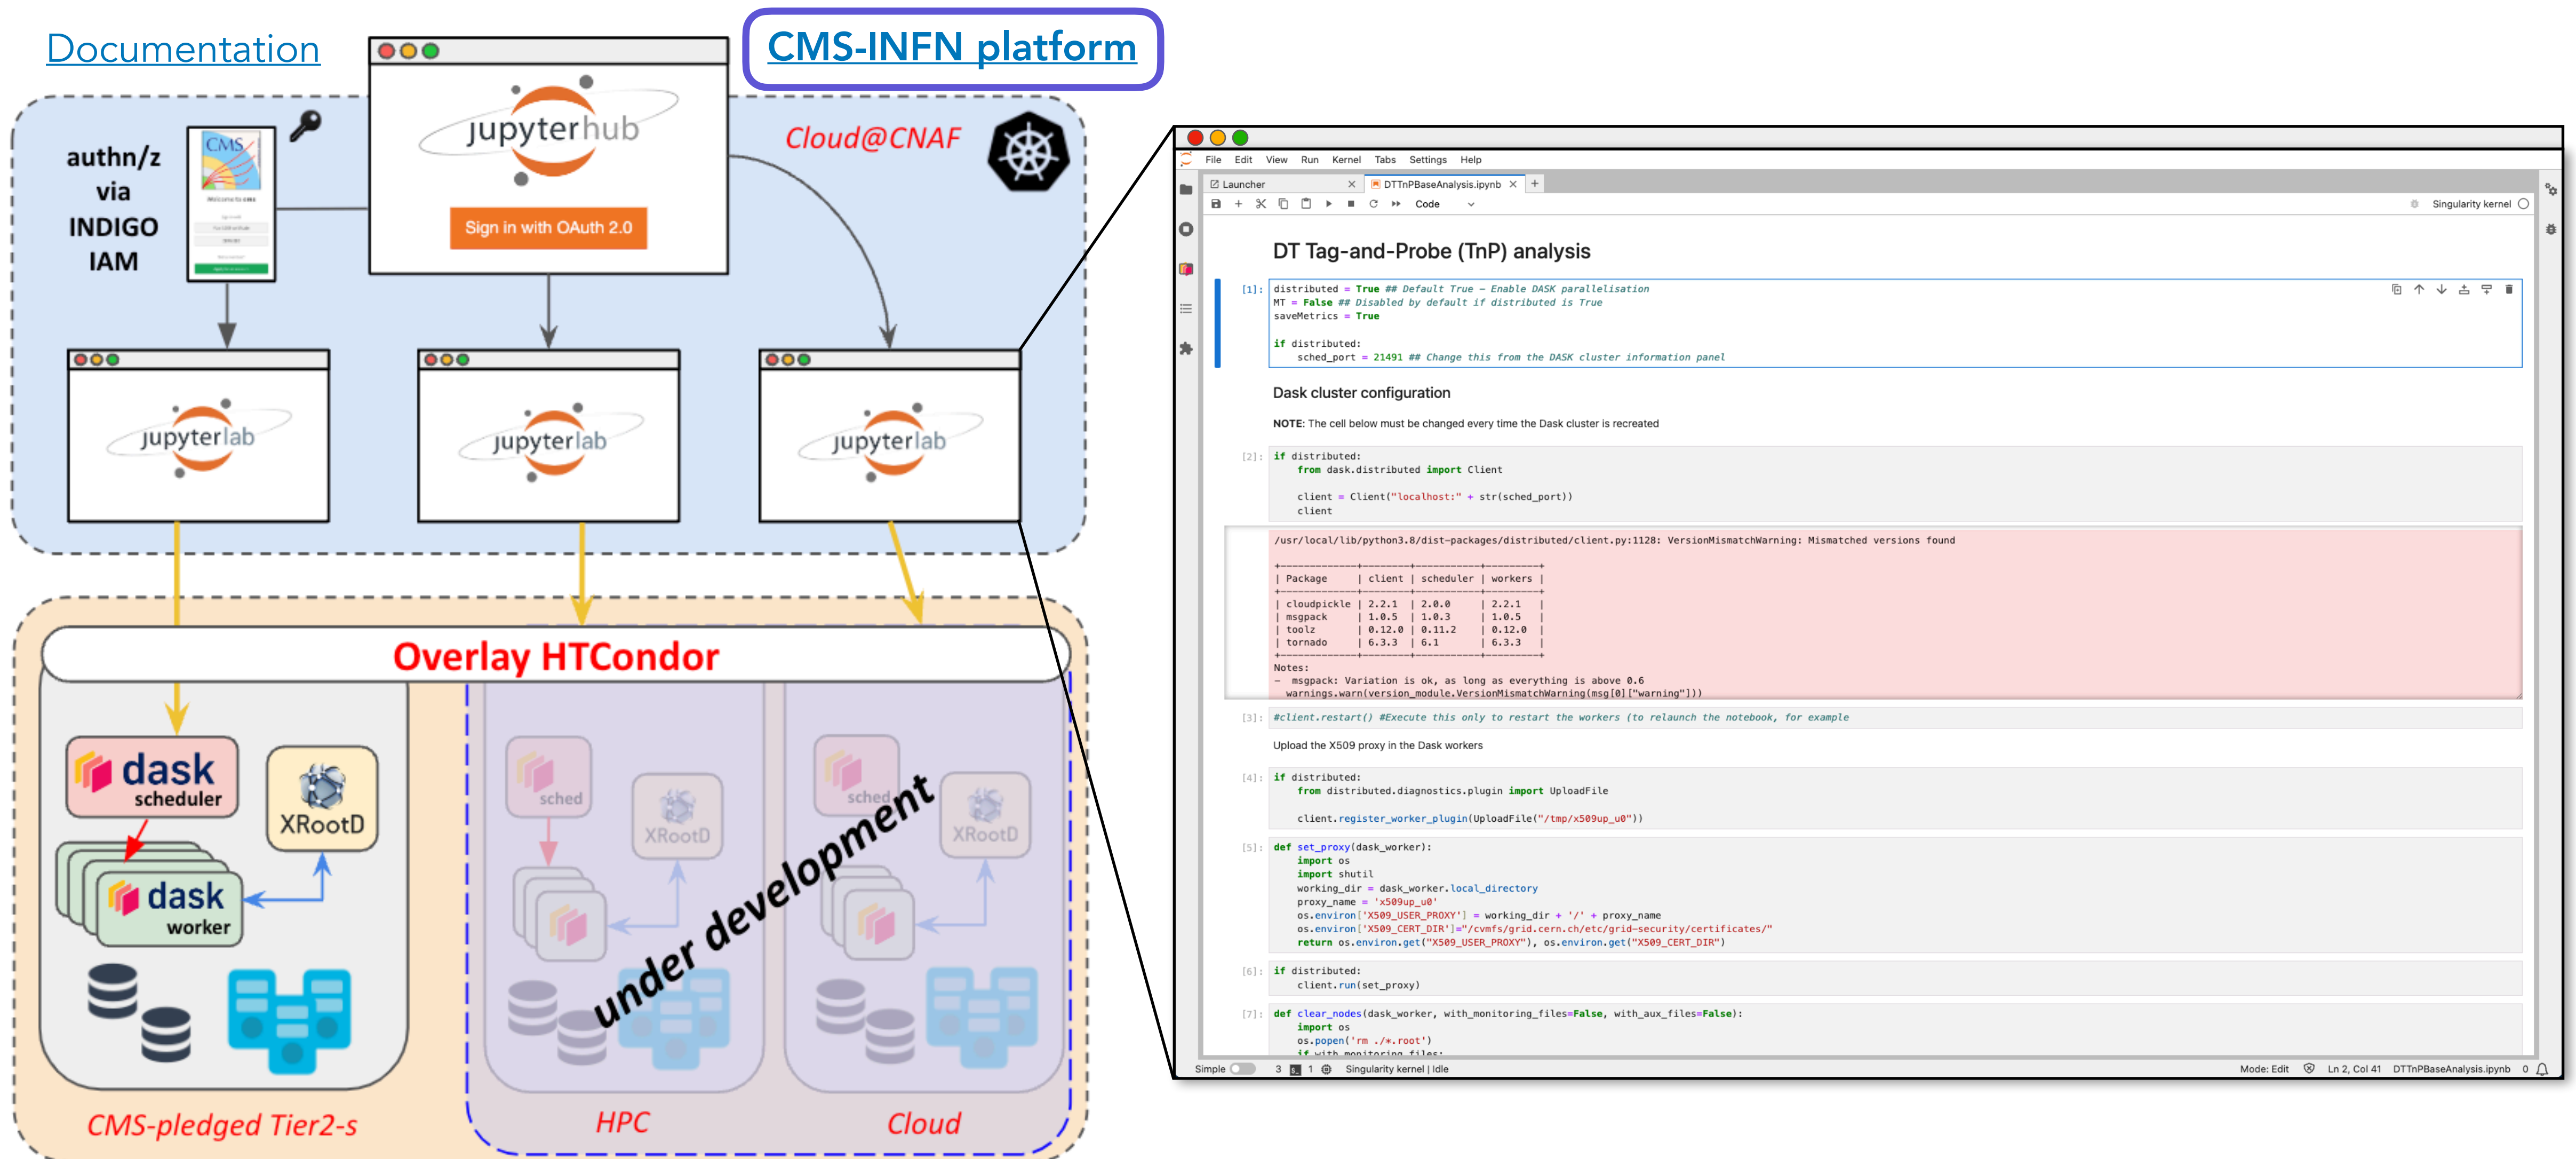 Documentation
CMS-INFN platform
authn/z
via
INDIGO
IAM
CMS
Welcome to cms
jupyterhub
Sign in with OAuth 2.0
Cloud@CNAF
jupyterlab
jupyterlab
jupyterlab
Overlay HTCondor
dask
scheduler
XRootD
dask
worker
sched
XRootD
sched
XRootD
under development
CMS-pledged Tier2-s
HPC
Cloud
File Edit View Run Kernel Tabs Settings Help
Launcher
DTTnPBaseAnalysis.ipynb
Code
Singularity kernel
DT Tag-and-Probe (TnP) analysis
[1]: distributed = True ## Default True – Enable DASK parallelisation
MT = False ## Disabled by default if distributed is True
saveMetrics = True
if distributed:
    sched_port = 21491 ## Change this from the DASK cluster information panel
Dask cluster configuration
NOTE: The cell below must be changed every time the Dask cluster is recreated
[2]: if distributed:
    from dask.distributed import Client
    client = Client("localhost:" + str(sched_port))
    client
/usr/local/lib/python3.8/dist-packages/distributed/client.py:1128: VersionMismatchWarning: Mismatched versions found
+-------------+--------+-----------+---------+
| Package     | client | scheduler | workers |
+-------------+--------+-----------+---------+
| cloudpickle | 2.2.1  | 2.0.0     | 2.2.1   |
| msgpack     | 1.0.5  | 1.0.3     | 1.0.5   |
| toolz       | 0.12.0 | 0.11.2    | 0.12.0  |
| tornado     | 6.3.3  | 6.1       | 6.3.3   |
+-------------+--------+-----------+---------+
Notes:
-  msgpack: Variation is ok, as long as everything is above 0.6
  warnings.warn(version_module.VersionMismatchWarning(msg[0]["warning"]))
[3]: #client.restart() #Execute this only to restart the workers (to relaunch the notebook, for example
Upload the X509 proxy in the Dask workers
[4]: if distributed:
    from distributed.diagnostics.plugin import UploadFile
    client.register_worker_plugin(UploadFile("/tmp/x509up_u0"))
[5]: def set_proxy(dask_worker):
    import os
    import shutil
    working_dir = dask_worker.local_directory
    proxy_name = 'x509up_u0'
    os.environ['X509_USER_PROXY'] = working_dir + '/' + proxy_name
    os.environ['X509_CERT_DIR']="/cvmfs/grid.cern.ch/etc/grid-security/certificates/"
    return os.environ.get("X509_USER_PROXY"), os.environ.get("X509_CERT_DIR")
[6]: if distributed:
    client.run(set_proxy)
[7]: def clear_nodes(dask_worker, with_monitoring_files=False, with_aux_files=False):
    import os
    os.popen('rm ./*.root')
    if with_monitoring_files:
Simple 3 1 Singularity kernel | Idle
Mode: Edit Ln 2, Col 41 DTTnPBaseAnalysis.ipynb 0